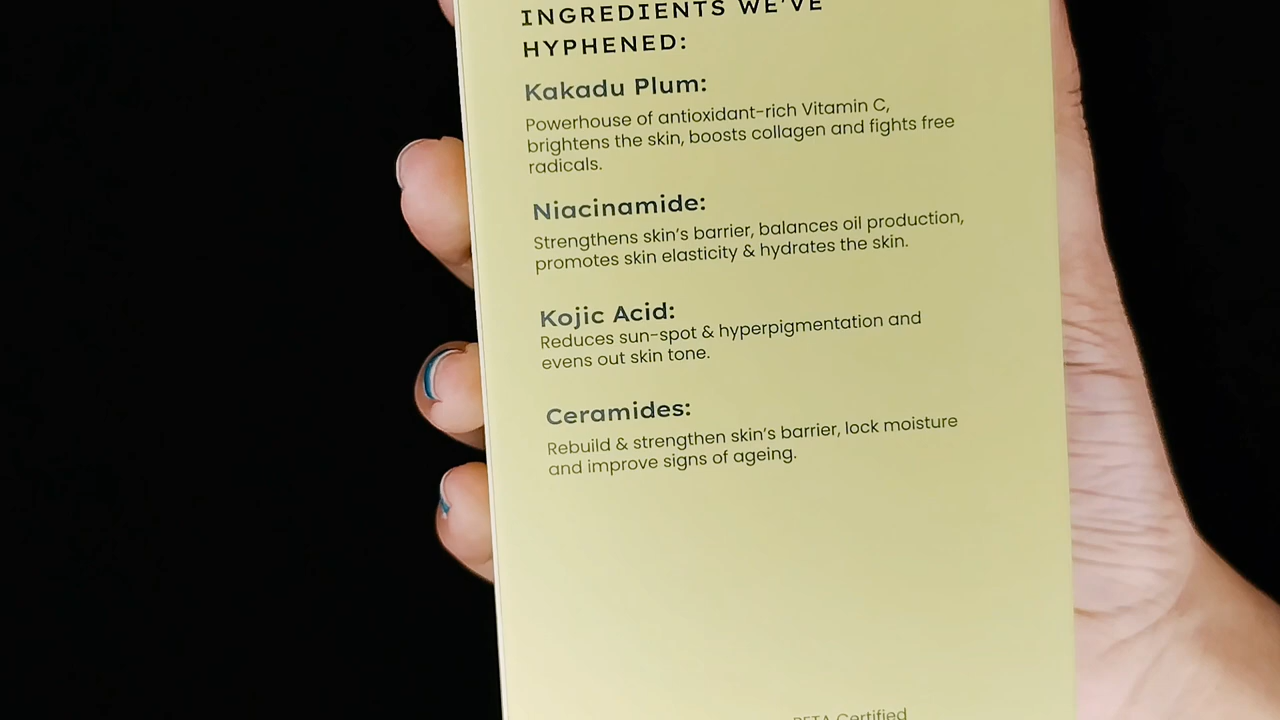 INGREDIENTS WE'VE
HYPHENED:
Kakadu Plum:
Powerhouse of antioxidant-rich Vitamin C,
brightens the skin, boosts collagen and fights free
radicals.
Niacinamide:
Strengthens skin's barrier, balances oil production,
promotes skin elasticity & hydrates the skin.
Kojic Acid:
Reduces sun-spot & hyperpigmentation and
evens out skin tone.
Ceramides:
Rebuild & strengthen skin's barrier, lock moisture
and improve signs of ageing.
Certified